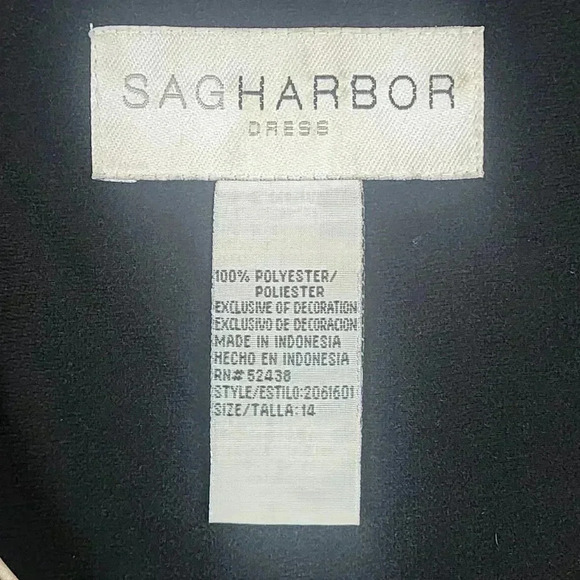 SAGHARBOR
DRESS
100% POLYESTER/
POLIESTER
EXCLUSIVE OF DECORATION
EXCLUSIVO DE DECORACION
MADE IN INDONESIA
HECHO EN INDONESIA
RN# 52438
STYLE/ESTILO:2061601
SIZE/TALLA: 14